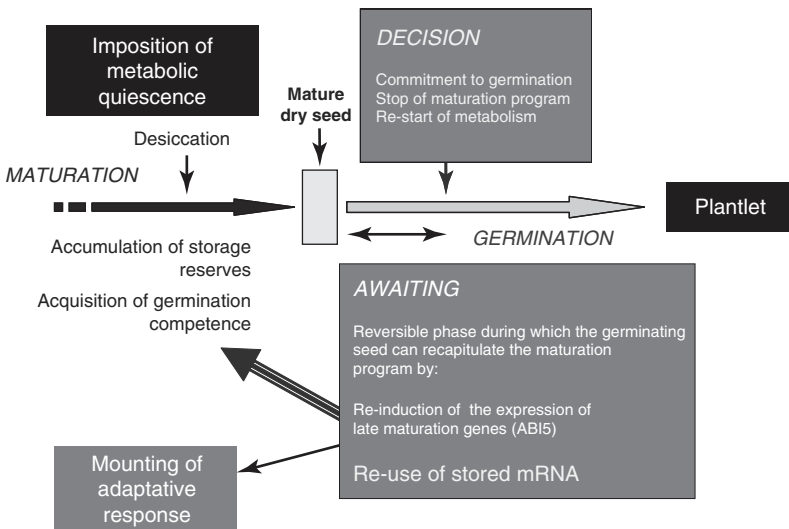 Imposition of
metabolic
quiescence
DECISION
Commitment to germination
Stop of maturation program
Re-start of metabolism
Mature
dry seed
Desiccation
MATURATION
Plantlet
GERMINATION
Accumulation of storage
reserves
Acquisition of germination
competence
AWAITING
Reversible phase during which the germinating
seed can recapitulate the maturation
program by:
Re-induction of the expression of
late maturation genes (ABI5)
Re-use of stored mRNA
Mounting of
adaptative
response